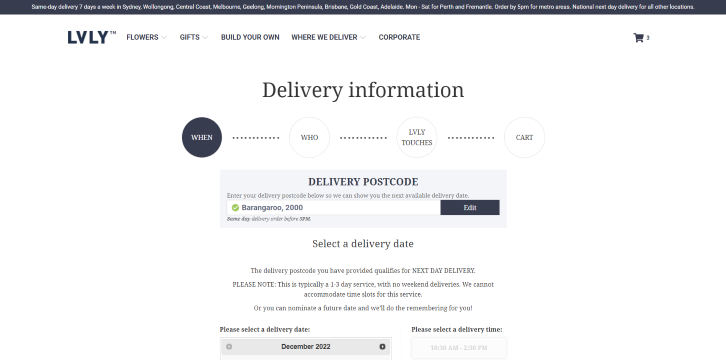 Same-day delivery 7 days a week in Sydney, Wollongong, Central Coast, Melbourne, Geelong, Mornington Peninsula, Brisbane, Gold Coast, Adelaide. Mon - Sat for Perth and Fremantle. Order by 5pm for metro areas. National next day delivery for all other locations.
LVLY™ FLOWERS GIFTS BUILD YOUR OWN WHERE WE DELIVER CORPORATE 3
Delivery information
WHEN WHO LVLY TOUCHES CART
DELIVERY POSTCODE
Enter your delivery postcode below so we can show you the next available delivery date.
Barangaroo, 2000 Edit
Same day delivery order before 5PM.
Select a delivery date
The delivery postcode you have provided qualifies for NEXT DAY DELIVERY.
PLEASE NOTE: This is typically a 1-3 day service, with no weekend deliveries. We cannot
accommodate time slots for this service.
Or you can nominate a future date and we'll do the remembering for you!
Please select a delivery date: Please select a delivery time:
December 2022 10:30 AM - 2:30 PM